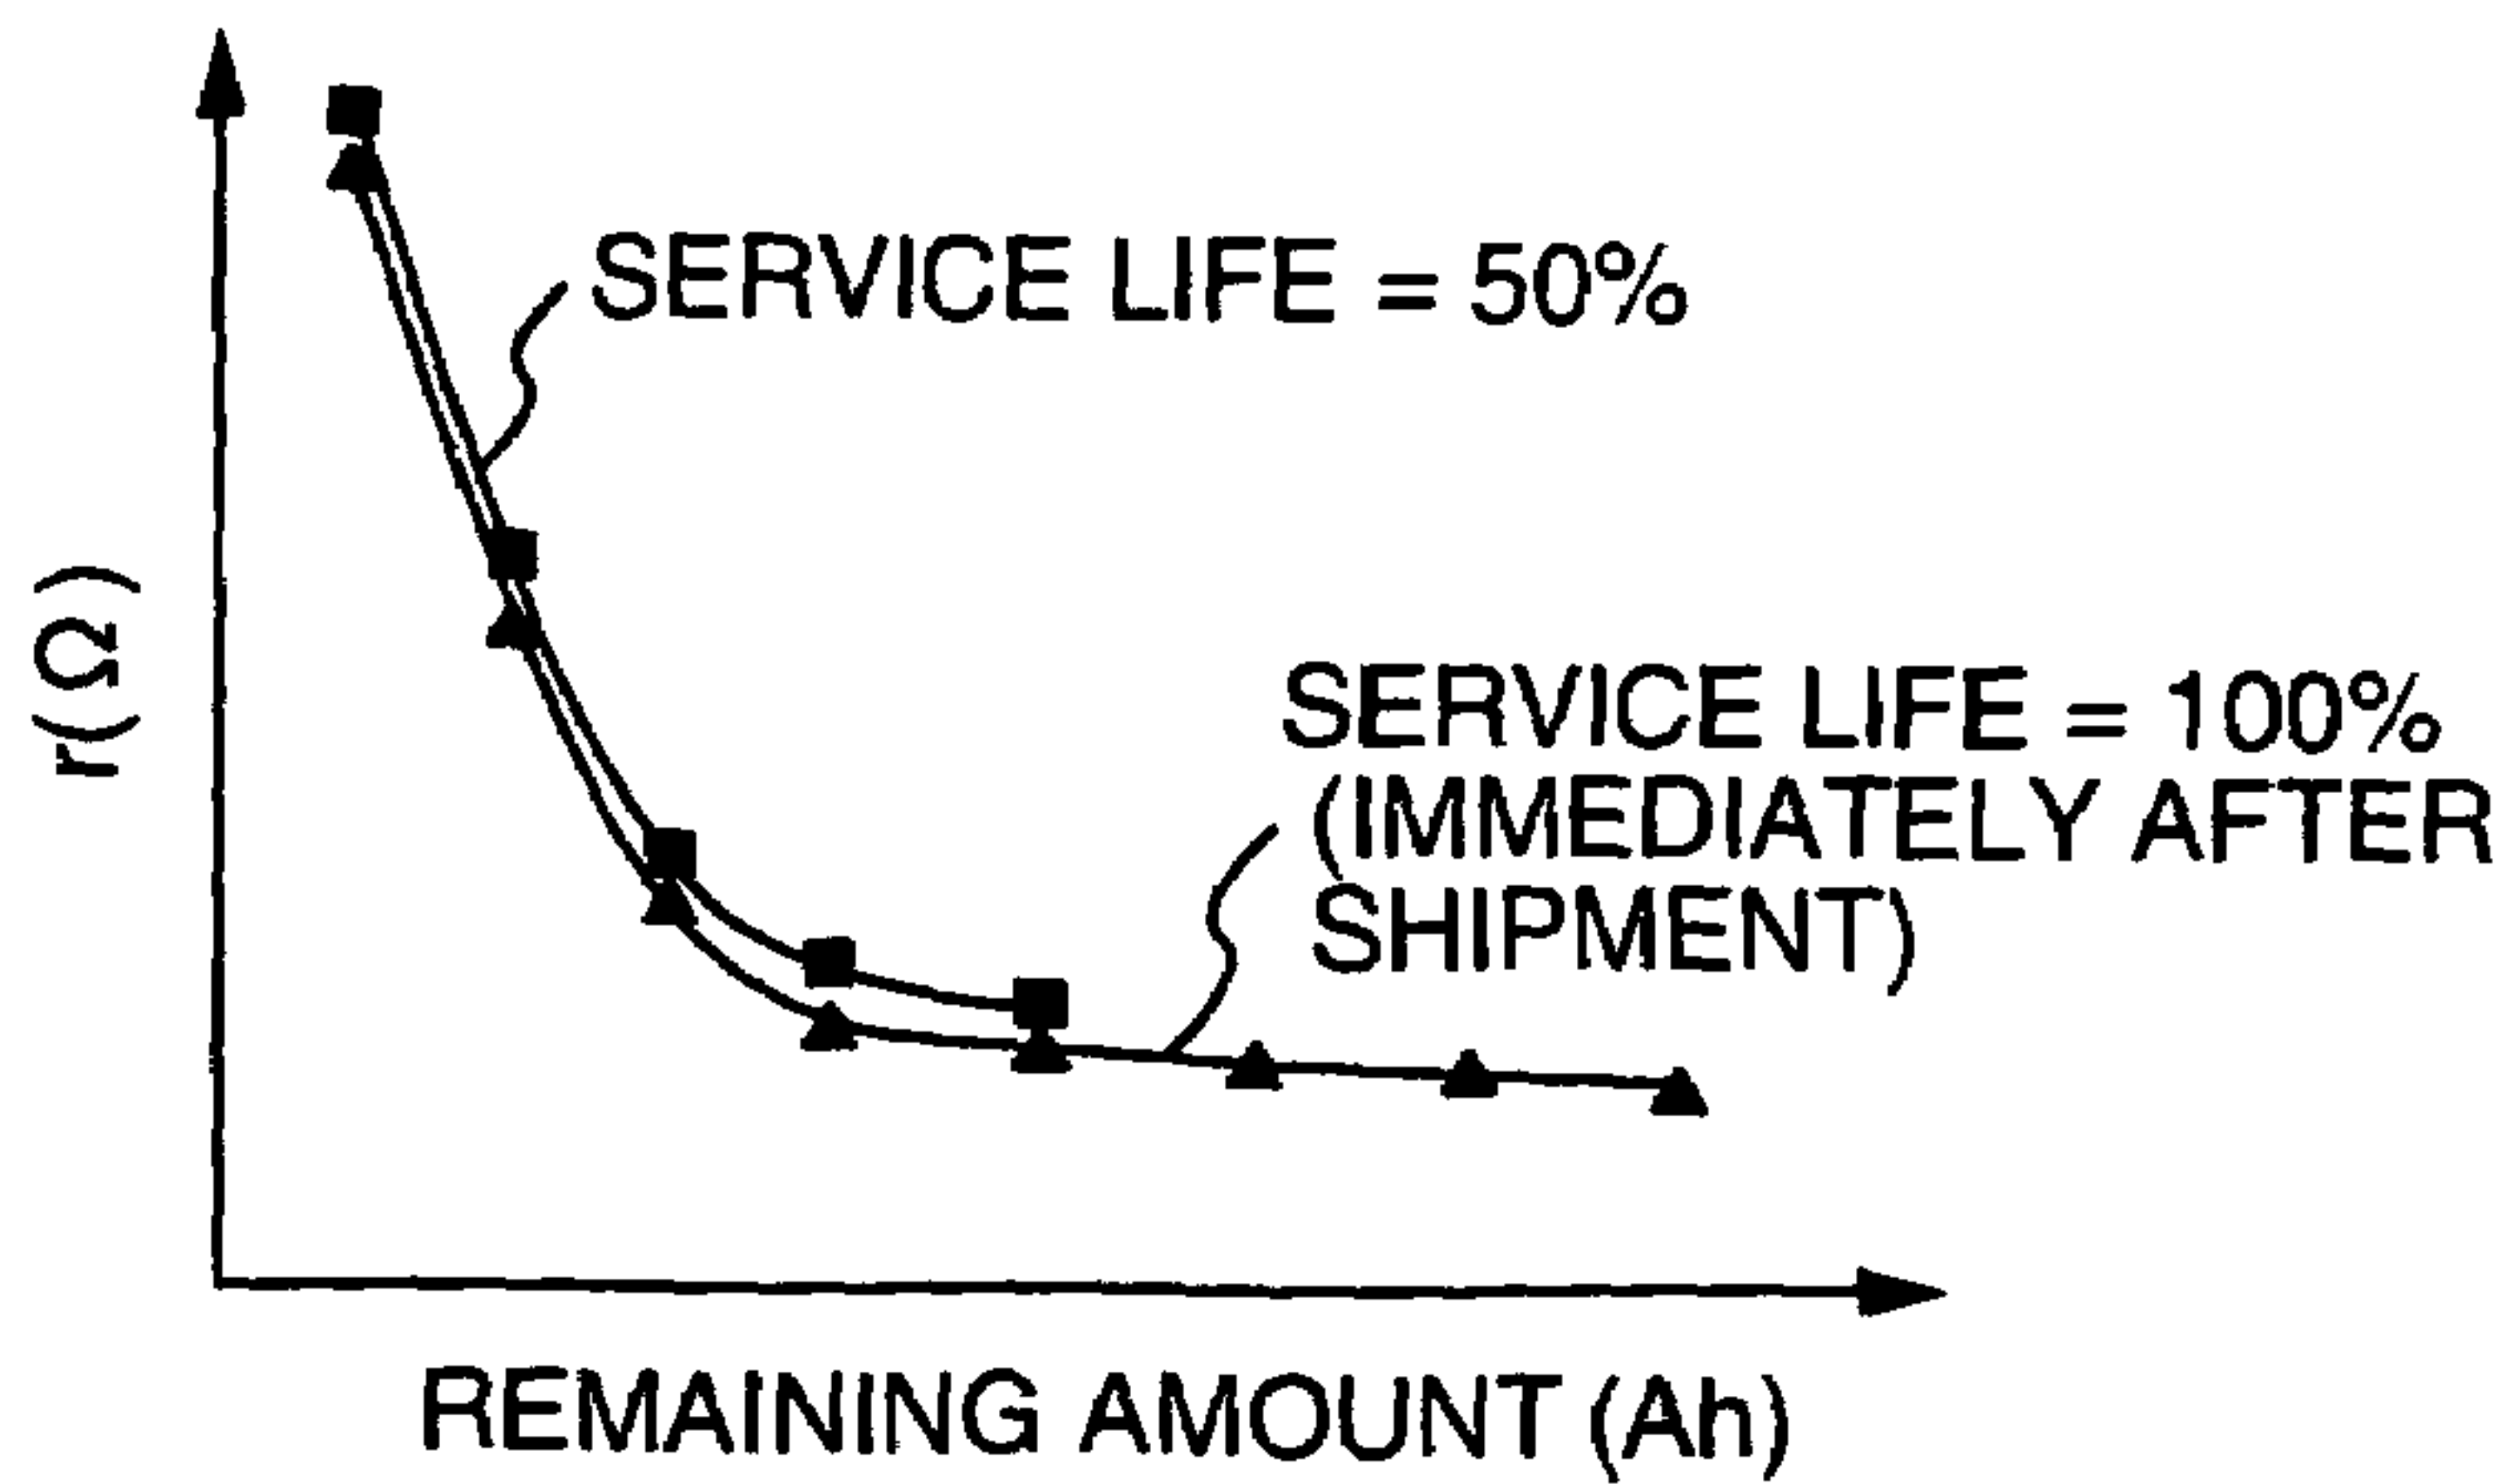 SERVICE LIFE = 50%
r(Ω)
SERVICE LIFE = 100%
(IMMEDIATELY AFTER
SHIPMENT)
REMAINING AMOUNT (Ah)